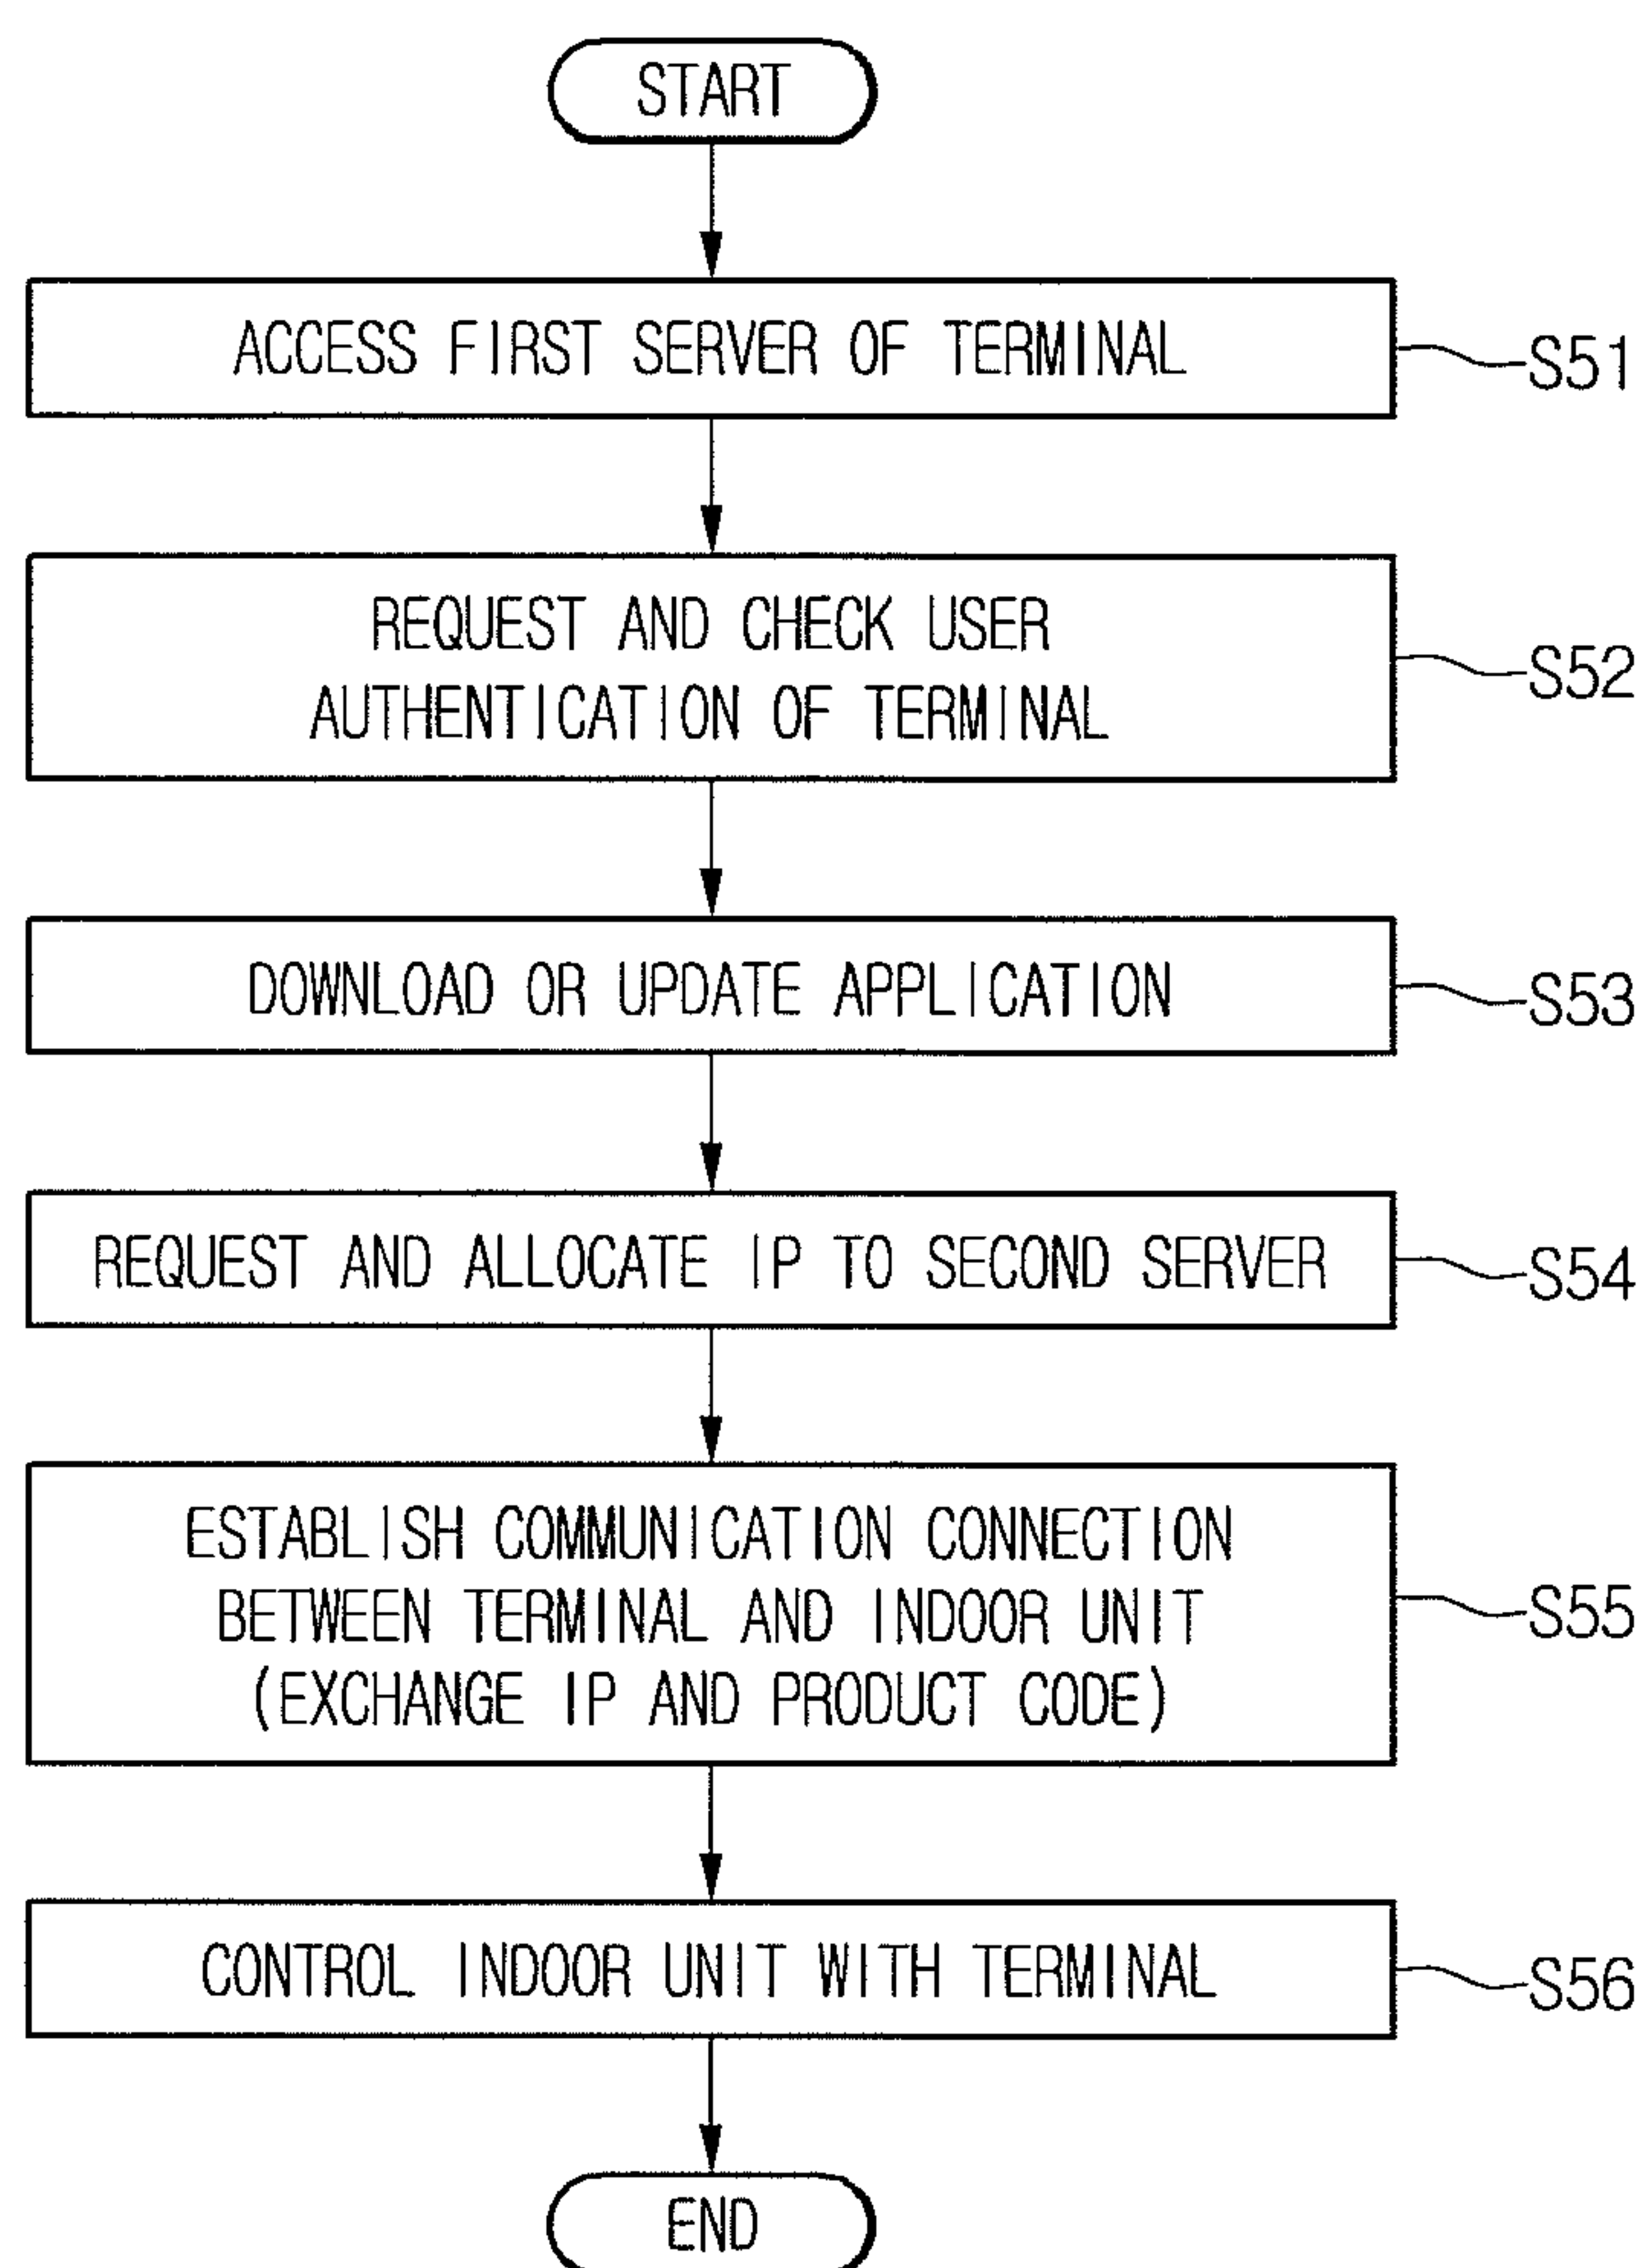 START
ACCESS FIRST SERVER OF TERMINAL
S51
REQUEST AND CHECK USER
AUTHENTICATION OF TERMINAL
S52
DOWNLOAD OR UPDATE APPLICATION
S53
REQUEST AND ALLOCATE IP TO SECOND SERVER
S54
ESTABLISH COMMUNICATION CONNECTION
BETWEEN TERMINAL AND INDOOR UNIT
(EXCHANGE IP AND PRODUCT CODE)
S55
CONTROL INDOOR UNIT WITH TERMINAL
S56
END